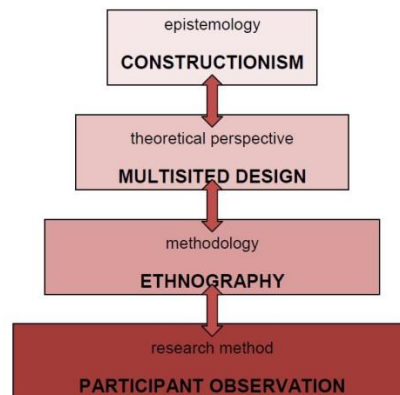 epistemology
CONSTRUCTIONISM
theoretical perspective
MULTISITED DESIGN
methodology
ETHNOGRAPHY
research method
PARTICIPANT OBSERVATION